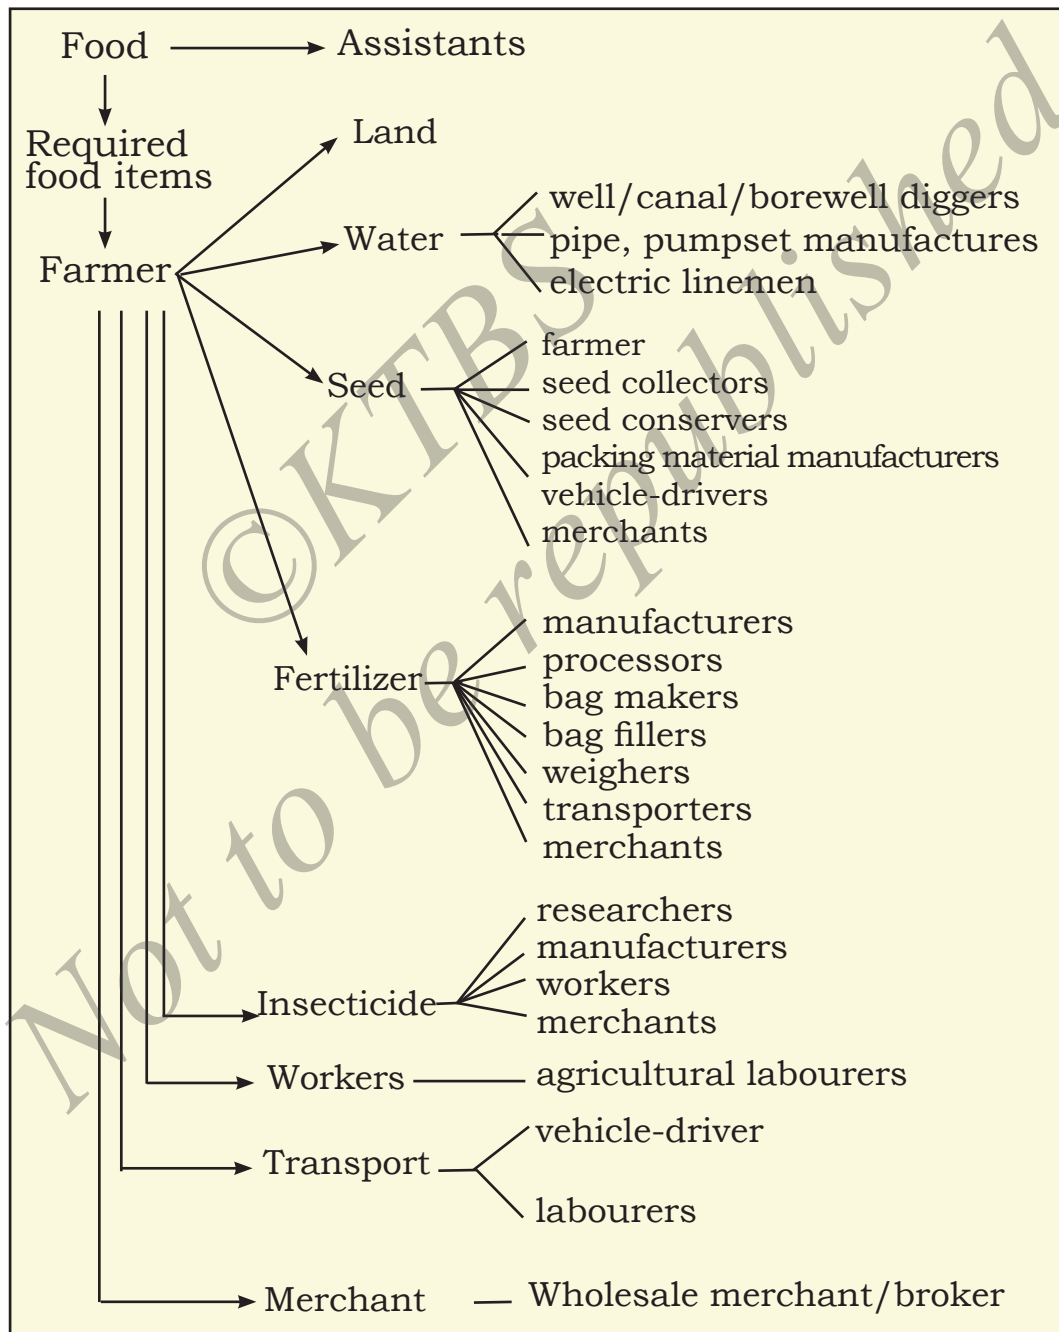 Food
Assistants
Required
food items
Land
well/canal/borewell diggers
Water
pipe, pumpset manufactures
Farmer
electric linemen
farmer
Seed
seed collectors
seed conservers
packing material manufacturers
vehicle-drivers
merchants
manufacturers
Fertilizer
processors
bag makers
bag fillers
weighers
transporters
merchants
researchers
manufacturers
Insecticide
workers
merchants
Workers
agricultural labourers
vehicle-driver
Transport
labourers
Merchant
Wholesale merchant/broker
©KTBS
Not to be republished